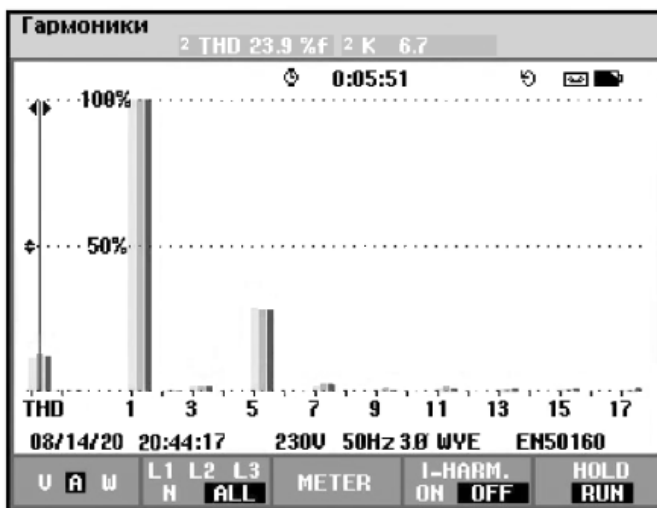 Гармоники
2 THD 23.9 %f 2 K 6.7
0:05:51
100%
50%
THD 1 3 5 7 9 11 13 15 17
08/14/20 20:44:17 230V 50Hz 3Ø WYE EN50160
V A W L1 L2 L3 METER I-HARM. HOLD
N ALL ON OFF RUN